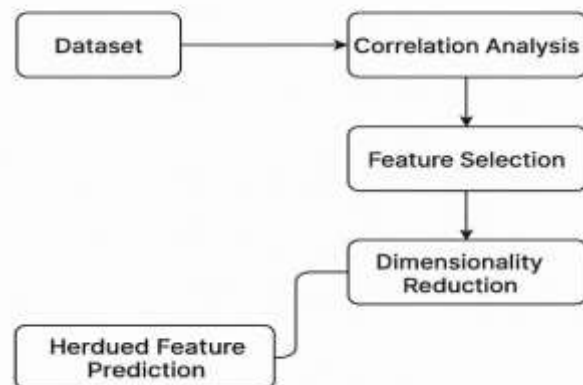 Dataset
Correlation Analysis
Feature Selection
Dimensionality
Reduction
Herdued Feature
Prediction